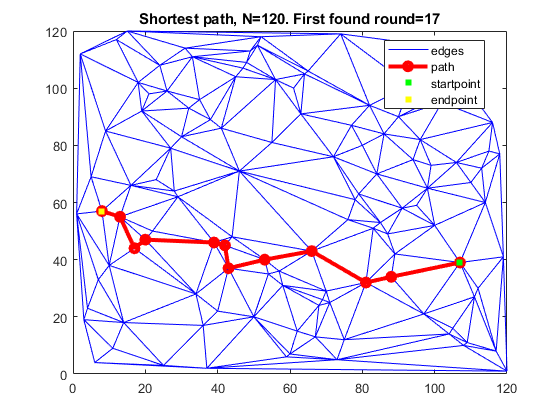 Shortest path, N=120. First found round=17
120
100
80
60
40
20
0
0 20 40 60 80 100 120
edges
path
startpoint
endpoint